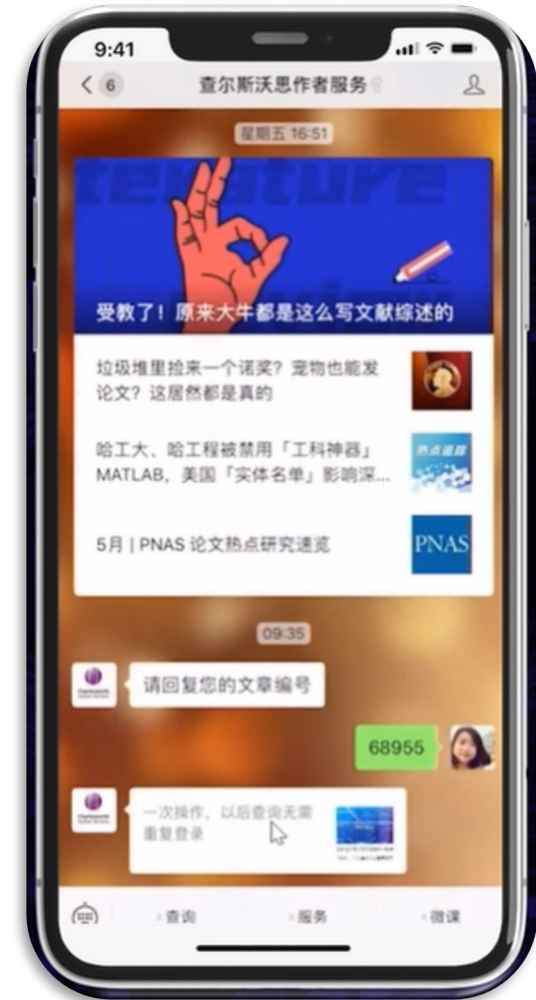 9:41
6
查尔斯沃思作者服务
星期五 16:51
terature
受教了！原来大牛都是这么写文献综述的
垃圾堆里捡来一个诺奖？宠物也能发
论文？这居然都是真的
哈工大、哈工程被禁用「工科神器」
MATLAB，美国「实体名单」影响深...
热点追踪
5月 | PNAS 论文热点研究速览
PNAS
09:35
请回复您的文章编号
68955
一次操作，以后查询无需
重复登录
查询
服务
微课